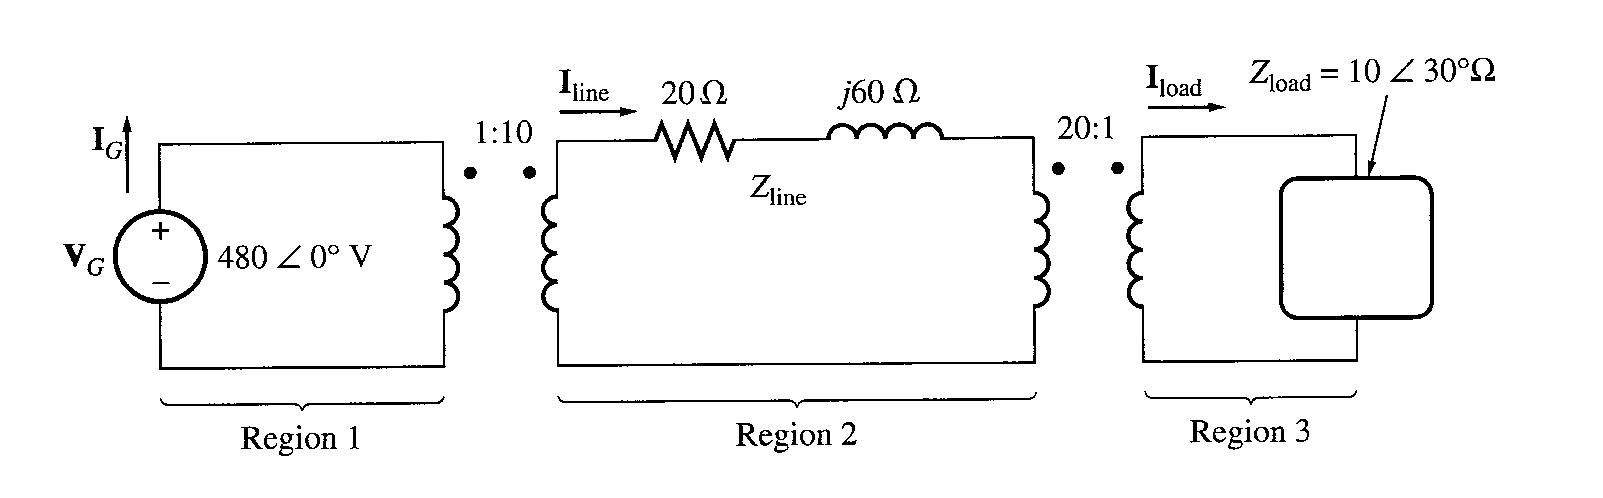 I_G
V_G
+
−
480 ∠ 0° V
1:10
I_line
20 Ω
j60 Ω
Z_line
20:1
I_load
Z_load = 10 ∠ 30°Ω
Region 1
Region 2
Region 3